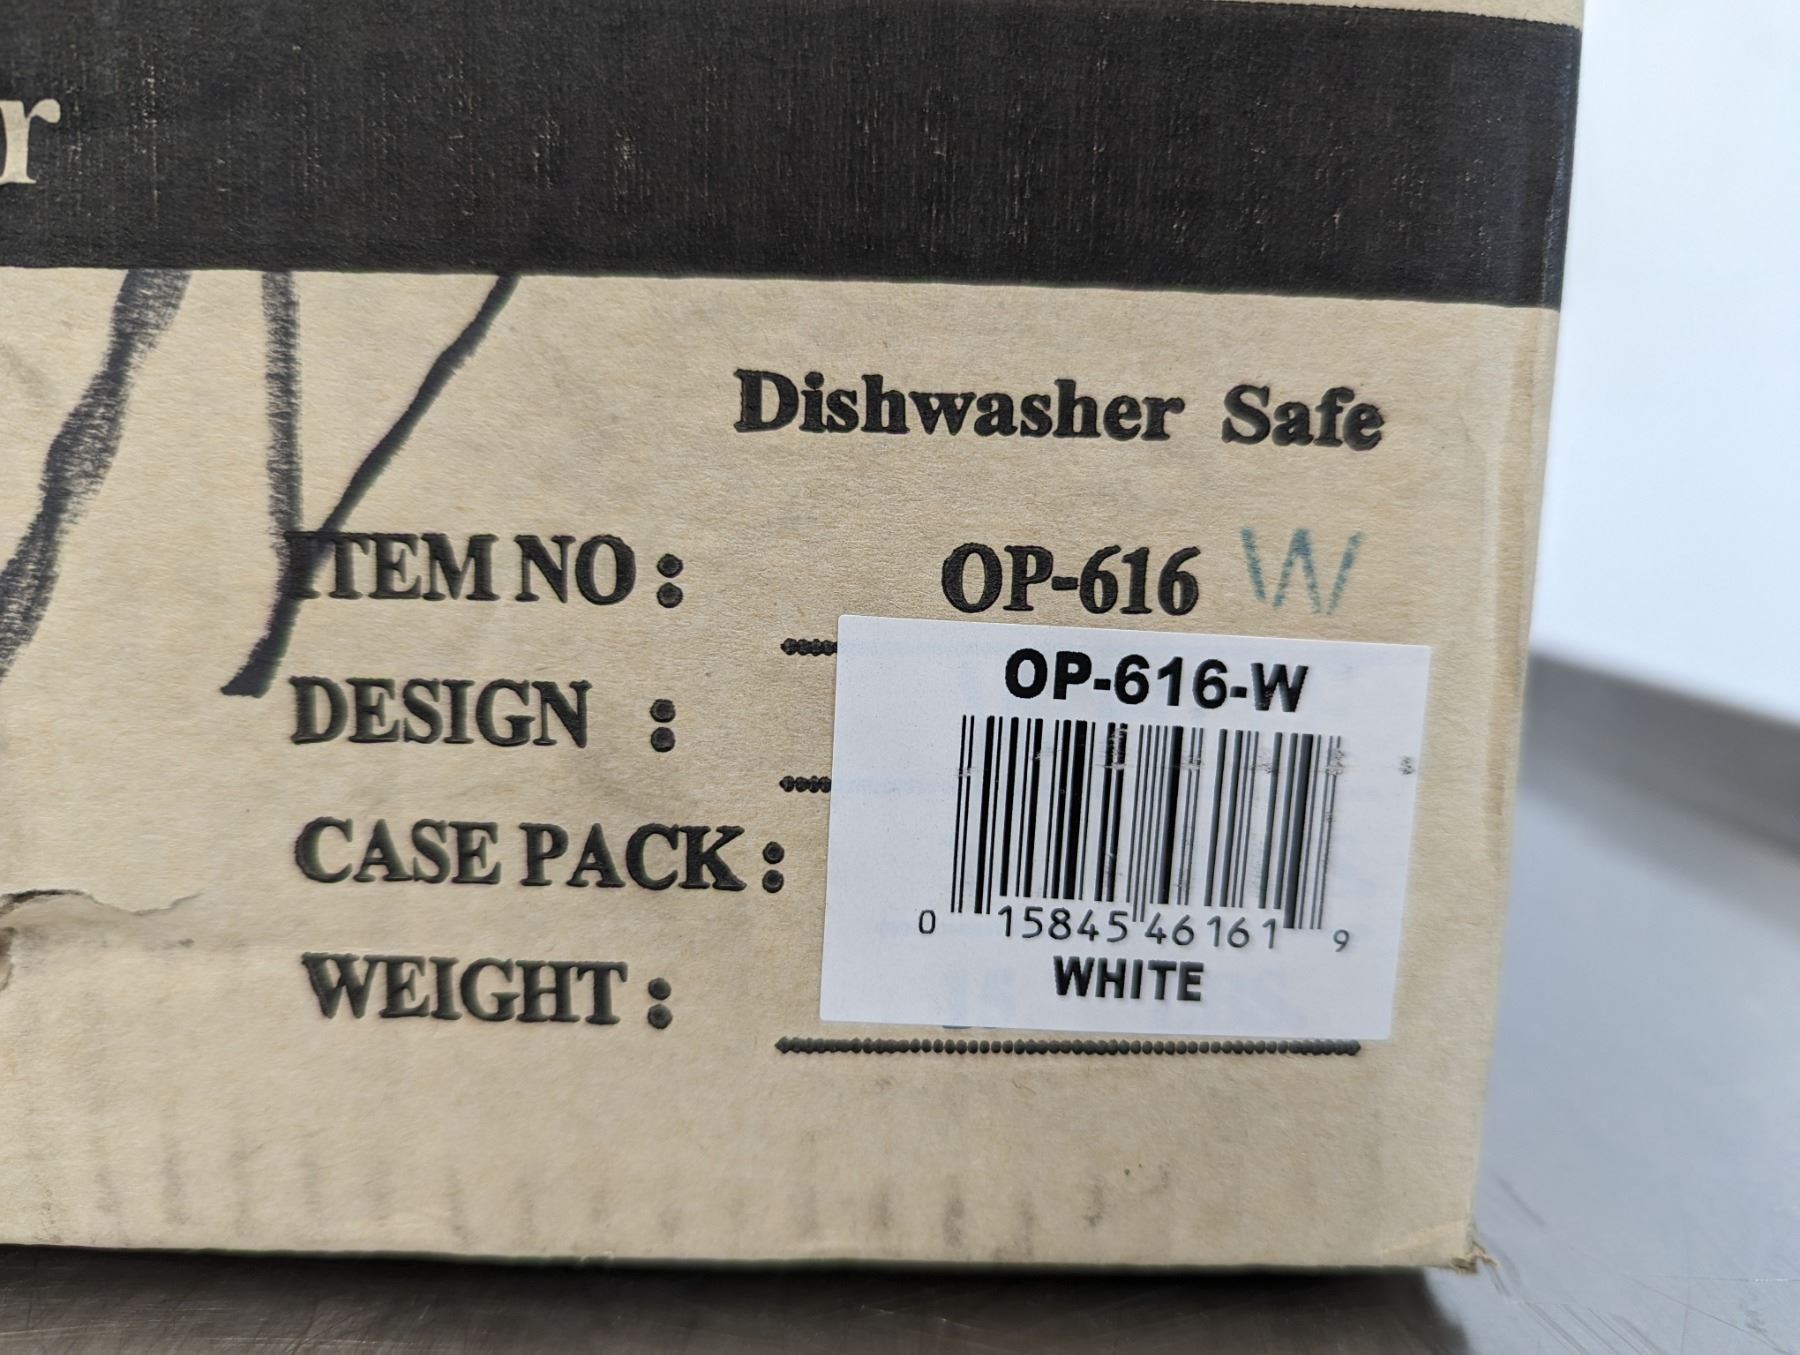 r
Dishwasher Safe
ITEM NO: OP-616 W
OP-616-W
DESIGN :
CASE PACK:
0 15845 46161 9
WHITE
WEIGHT: